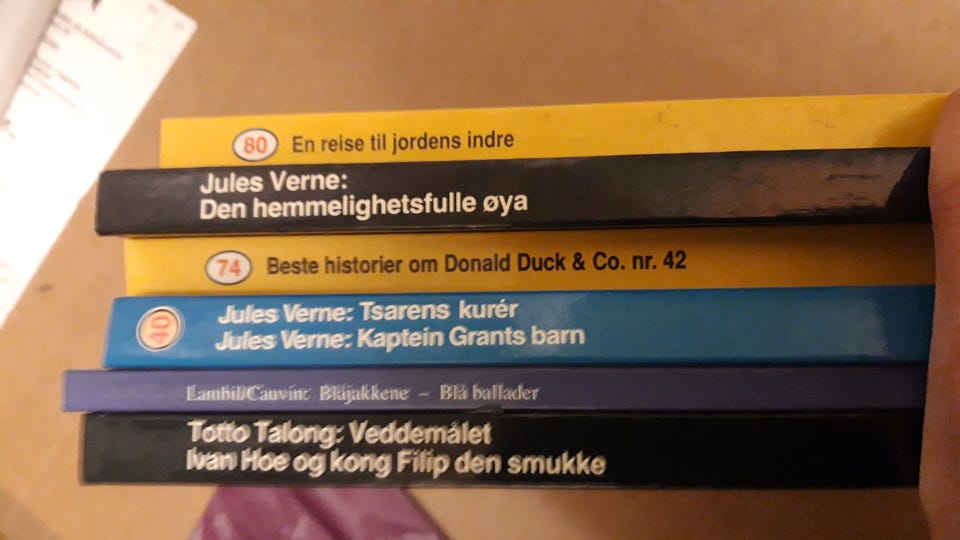 80 En reise til jordens indre
Jules Verne:
Den hemmelighetsfulle øya
74 Beste historier om Donald Duck & Co. nr. 42
40
Jules Verne: Tsarens kurér
Jules Verne: Kaptein Grants barn
Lambil/Cauvin: Blåjakkene – Blå ballader
Totto Talong: Veddemålet
Ivan Hoe og kong Filip den smukke